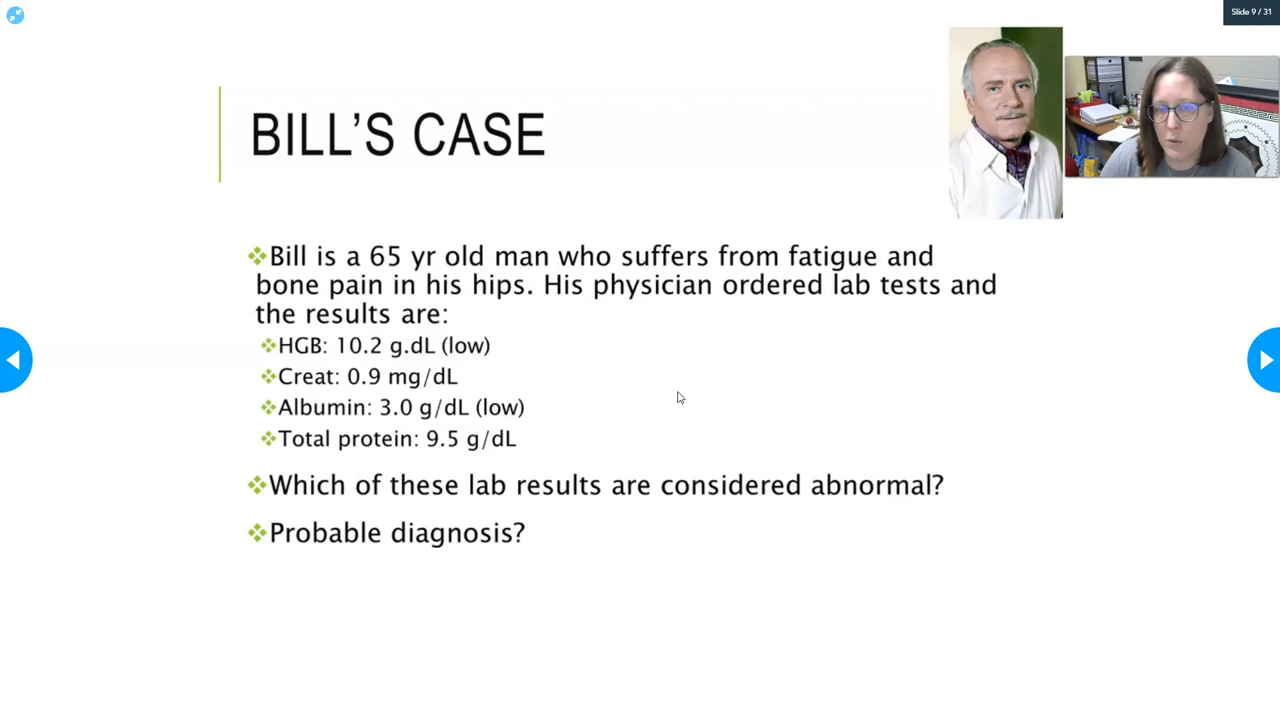 Slide 9 / 31
BILL'S CASE
Bill is a 65 yr old man who suffers from fatigue and
bone pain in his hips. His physician ordered lab tests and
the results are:
HGB: 10.2 g.dL (low)
Creat: 0.9 mg/dL
Albumin: 3.0 g/dL (low)
Total protein: 9.5 g/dL
Which of these lab results are considered abnormal?
Probable diagnosis?